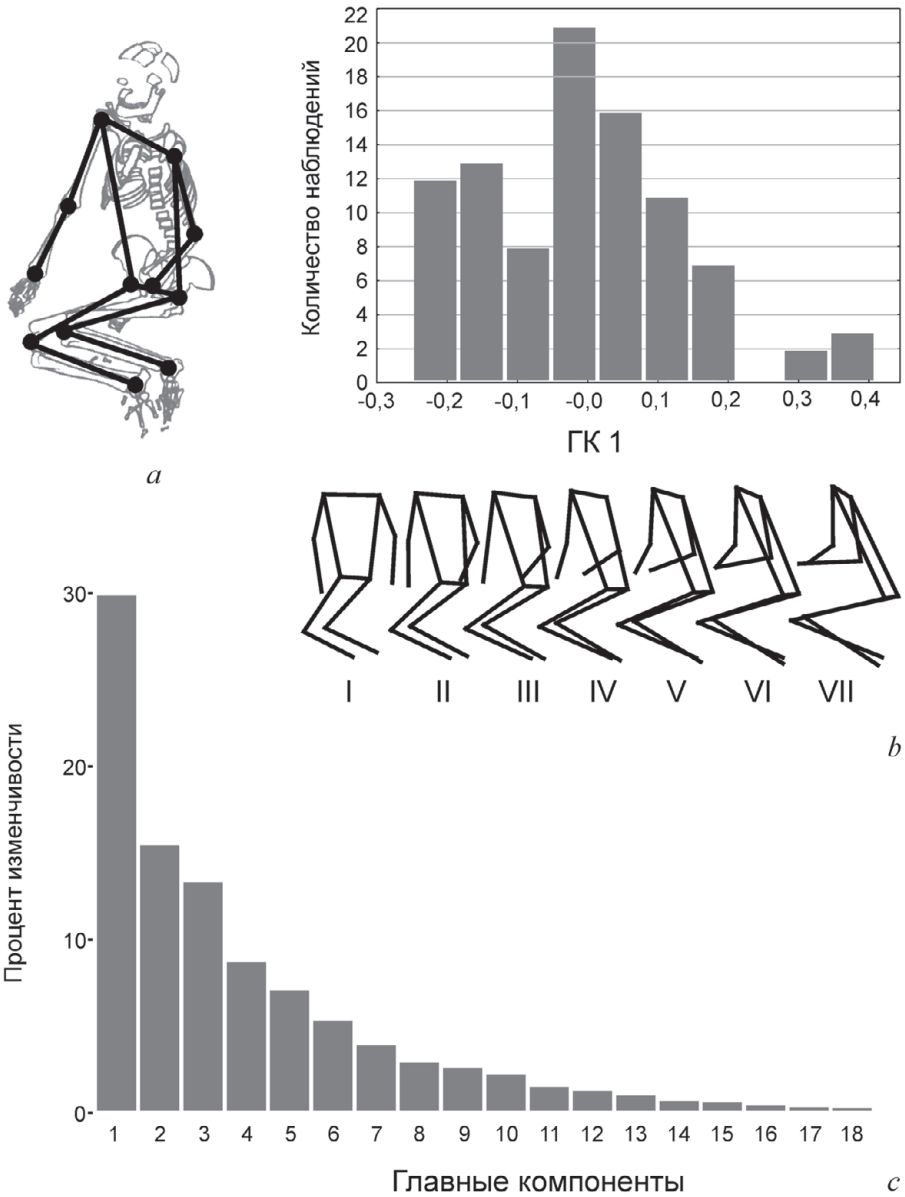 Количество наблюдений
22
20
18
16
14
12
10
8
6
4
2
0
-0,3 -0,2 -0,1 -0,0 0,1 0,2 0,3 0,4
ГК 1
a
I II III IV V VI VII
b
Процент изменчивости
30
20
10
0
1 2 3 4 5 6 7 8 9 10 11 12 13 14 15 16 17 18
Главные компоненты
c